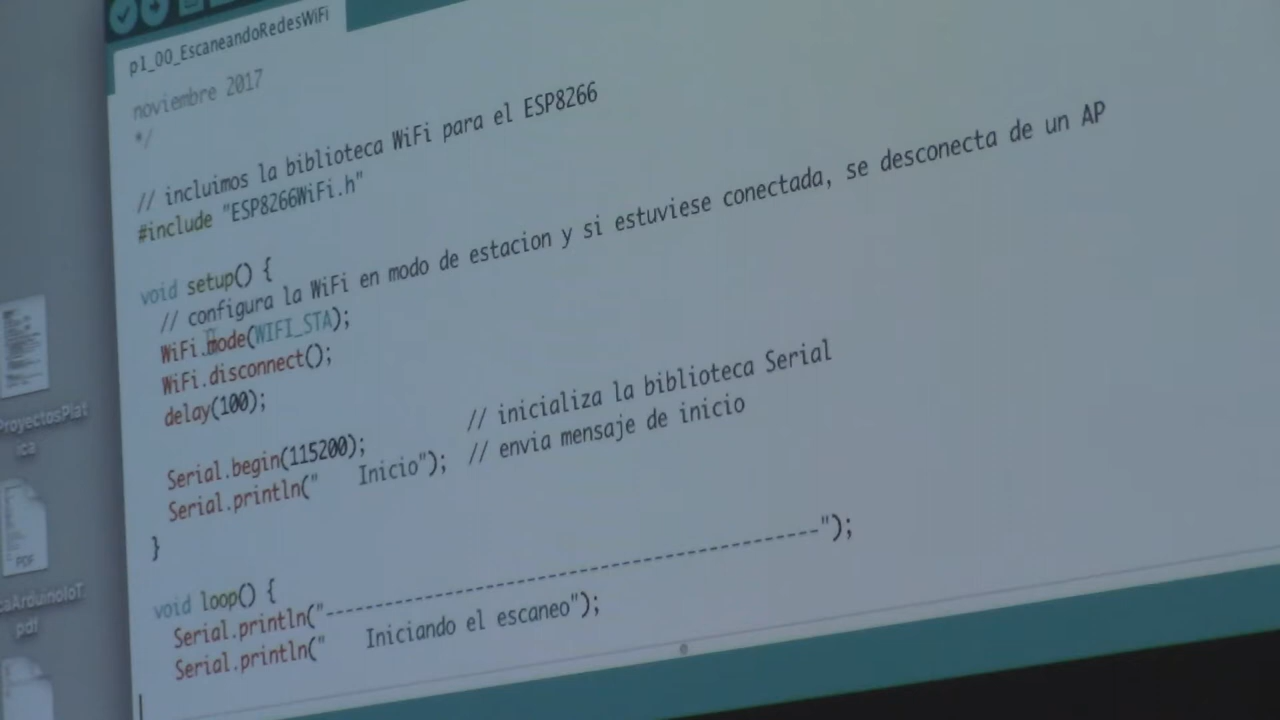 p1_00_EscaneandoRedesWiFi
noviembre 2017
*/
// incluimos la biblioteca WiFi para el ESP8266
#include "ESP8266WiFi.h"
void setup() {
// configura la WiFi en modo de estacion y si estuviese conectada, se desconecta de un AP
WiFi.mode(WIFI_STA);
WiFi.disconnect();
delay(100);
Serial.begin(115200); // inicializa la biblioteca Serial
Serial.println(" Inicio"); // envia mensaje de inicio
}
void loop() {
Serial.println("--------------------------------------------------");
Serial.println(" Iniciando el escaneo");
ProyectosPlat
ica
caArduinoIoT.
pdf
PDF